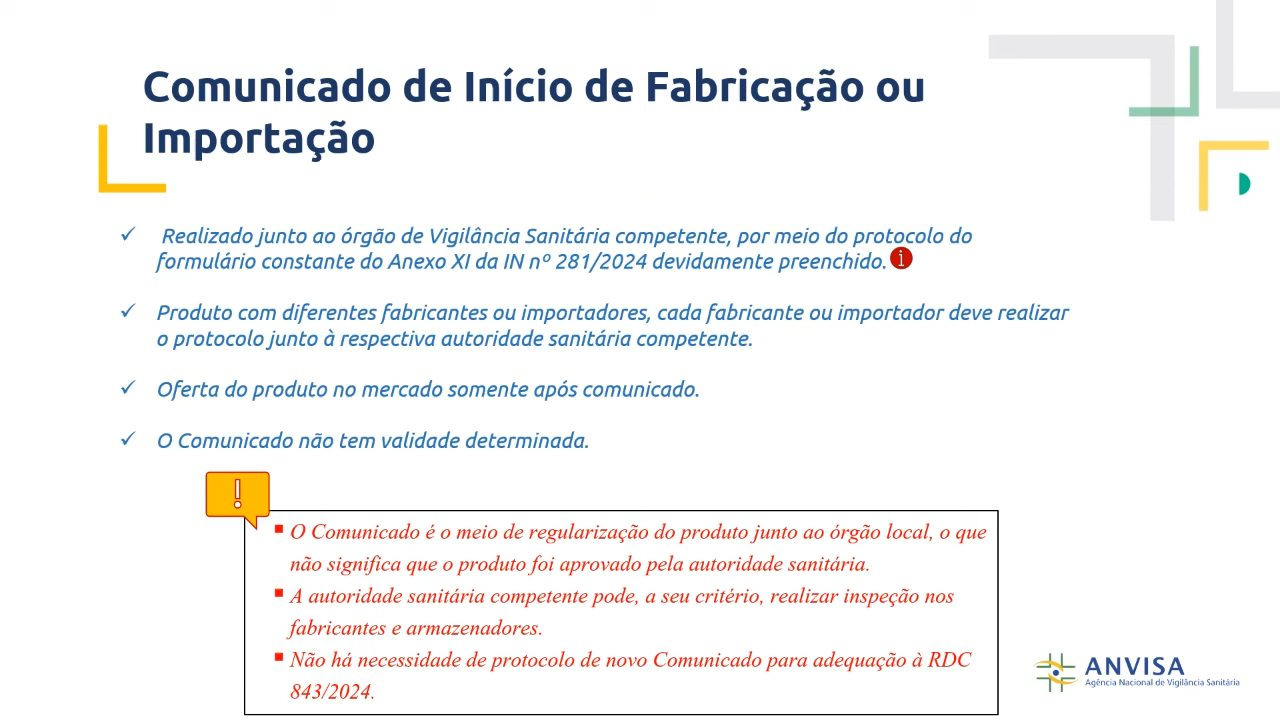 Comunicado de Início de Fabricação ou
Importação
✓ Realizado junto ao órgão de Vigilância Sanitária competente, por meio do protocolo do
formulário constante do Anexo XI da IN nº 281/2024 devidamente preenchido.
i
✓ Produto com diferentes fabricantes ou importadores, cada fabricante ou importador deve realizar
o protocolo junto à respectiva autoridade sanitária competente.
✓ Oferta do produto no mercado somente após comunicado.
✓ O Comunicado não tem validade determinada.
!
▪ O Comunicado é o meio de regularização do produto junto ao órgão local, o que
não significa que o produto foi aprovado pela autoridade sanitária.
▪ A autoridade sanitária competente pode, a seu critério, realizar inspeção nos
fabricantes e armazenadores.
▪ Não há necessidade de protocolo de novo Comunicado para adequação à RDC
843/2024.
ANVISA
Agência Nacional de Vigilância Sanitária